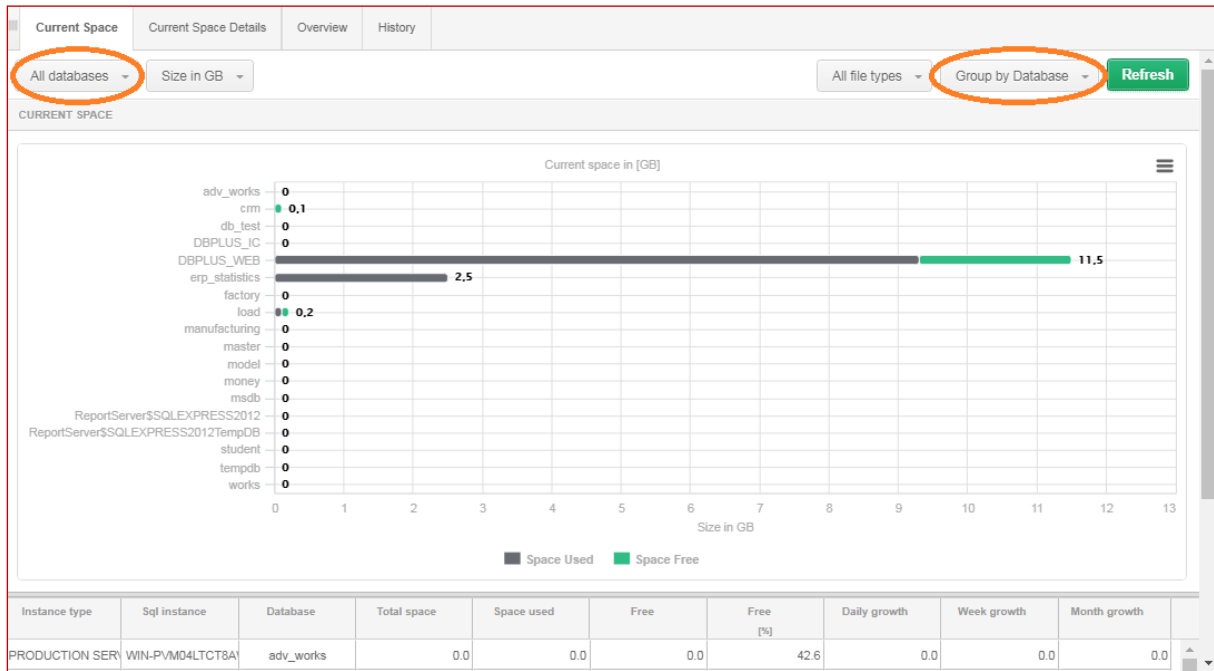 Current Space Current Space Details Overview History
All databases Size in GB All file types Group by Database Refresh
CURRENT SPACE
Current space in [GB]
adv_works 0
crm 0,1
db_test 0
DBPLUS_IC 0
DBPLUS_WEB 11,5
erp_statistics 2,5
factory 0
load 0,2
manufacturing 0
master 0
model 0
money 0
msdb 0
ReportServer$SQLEXPRESS2012 0
ReportServer$SQLEXPRESS2012TempDB 0
student 0
tempdb 0
works 0
0 1 2 3 4 5 6 7 8 9 10 11 12 13
Size in GB
Space Used Space Free
Instance type Sql instance Database Total space Space used Free Free Daily growth Week growth Month growth
[%]
PRODUCTION SER WIN-PVM04LTCT8A adv_works 0.0 0.0 0.0 42.6 0.0 0.0 0.0